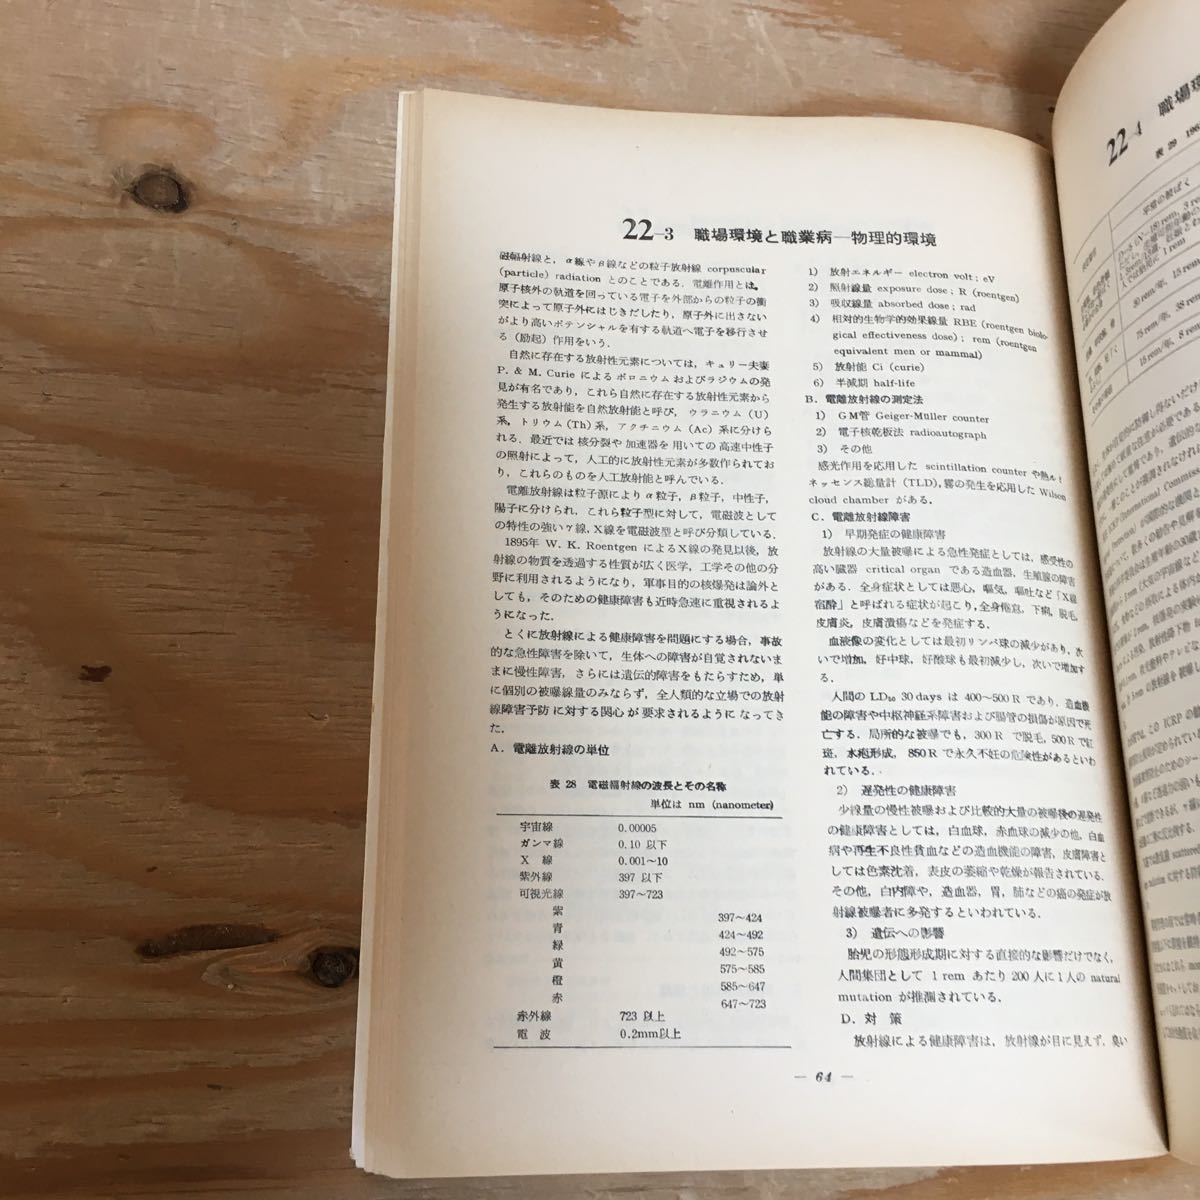 22-3 職場環境と職業病―物理的環境
磁輻射線と，α線やβ線などの粒子放射線 corpuscular
(particle) radiation とのことである．電離作用とは，
原子核外の軌道を回っている電子を外部からの粒子の衝
突によって原子外にはじきだしたり，原子外に出さない
がより高いポテンシャルを有する軌道へ電子を移行させ
る（励起）作用をいう．
自然に存在する放射性元素については，キュリー夫妻
P. & M. Curie によるポロニウムおよびラジウムの発
見が有名であり，これら自然に存在する放射性元素から
発生する放射能を自然放射能と呼び，ウラニウム（U）
系，トリウム(Th)系，アクチニウム（Ac）系に分けら
れる．最近では核分裂や加速器を用いての高速中性子
の照射によって，人工的に放射性元素が多数作られてお
り，これらのものを人工放射能と呼んでいる．
電離放射線は粒子源によりα粒子，β粒子，中性子，
陽子に分けられ，これら粒子型に対して，電磁波として
の特性の強いγ線，X線を電磁波型と呼び分類している．
1895年 W. K. Roentgen によるX線の発見以後，放
射線の物質を透過する性質が広く医学，工学その他の分
野に利用されるようになり，軍事目的の核爆発は論外と
しても，そのための健康障害も近時急速に重視されるよ
うになった．
とくに放射線による健康障害を問題にする場合，事故
的な急性障害を除いて，生体への障害が自覚されないま
まに慢性障害，さらには遺伝的障害をもたらすため，単
に個別の被曝線量のみならず，全人類的な立場での放射
線障害予防に対する関心が要求されるようになってき
た．
A．電離放射線の単位
表 28 電磁輻射線の波長とその名称
単位は nm (nanometer)
宇宙線 0.00005
ガンマ線 0.10 以下
X 線 0.001～10
紫外線 397 以下
可視光線 397～723
紫 397～424
青 424～492
緑 492～575
黄 575～585
橙 585～647
赤 647～723
赤外線 723 以上
電 波 0.2mm以上
1) 放射エネルギー electron volt ; eV
2) 照射線量 exposure dose ; R (roentgen)
3) 吸収線量 absorbed dose ; rad
4) 相対的生物学的効果線量 RBE (roentgen biolo-
gical effectiveness dose) ; rem (roentgen
equivalent men or mammal)
5) 放射能 Ci (curie)
6) 半減期 half-life
B．電離放射線の測定法
1) GM管 Geiger-Müller counter
2) 電子核乾板法 radioautograph
3) その他
感光作用を応用した scintillation counter や熱ルミ
ネッセンス総量計（TLD），霧の発生を応用した Wilson
cloud chamber がある．
C．電離放射線障害
1) 早期発症の健康障害
放射線の大量被曝による急性発症としては，感受性の
高い臓器 critical organ である造血器，生殖腺の障害
がある．全身症状としては悪心，嘔気，嘔吐など「X線
宿酔」と呼ばれる症状が起こり，全身倦怠，下痢，脱毛，
皮膚炎，皮膚潰瘍などを発症する．
血液像の変化としては最初リンパ球の減少があり，次
いで増加，好中球，好酸球も最初減少し，次いで増加す
る．
人間の LD₅₀ 30 days は 400～500 R であり，造血機
能の障害や中枢神経系障害および腸管の損傷が原因で死
亡する．局所的な被曝でも，300 R で脱毛，500 R で紅
斑，水疱形成，850 R で永久不妊の危険性があるといわ
れている．
2) 遅発性の健康障害
少線量の慢性被曝および比較的大量の被曝後の遅発性
の健康障害としては，白血球，赤血球の減少の他，白血
病や再生不良性貧血などの造血機能の障害，皮膚障害と
しては色素沈着，表皮の萎縮や乾燥が報告されている．
その他，白内障や，造血器，胃，肺などの癌の発症が放
射線被曝者に多発するといわれている．
3) 遺伝への影響
胎児の形態形成期に対する直接的な影響だけでなく，
人間集団として 1 rem あたり 200 人に 1 人の natural
mutation が推測されている．
D．対 策
放射線による健康障害は，放射線が目に見えず，臭い
― 64 ―
22-4 職場環